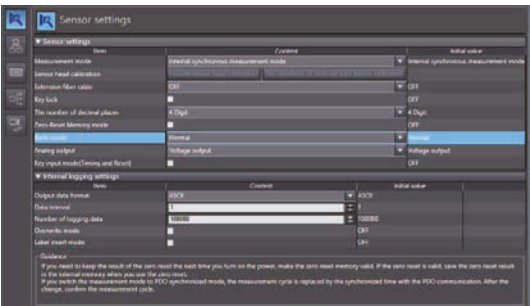 Sensor settings
▼ Sensor settings
Item Content Initial value
Measurement mode Internal synchronous measurement mode Internal synchronous measurement mode
Sensor head calibration
Extension fiber cable OFF OFF
Key lock OFF
The number of decimal places 4 Digit 4 Digit
Zero-Reset Memory mode OFF
Normal Normal
Analog output Voltage output Voltage output
Key input mode(Timing and Reset) OFF
▼ Internal logging settings
Item Content Initial value
Output data format ASCII ASCII
Data interval 1 1
Number of logging data 100000 100000
Overwrite mode OFF
Label insert mode OFF
Guidance
If you need to keep the result of the zero reset the next time you turn on the power, make the zero reset memory valid. If the zero reset is valid, save the zero reset result
in the internal memory when you use the zero reset.
If you switch the measurement mode to PDO synchronized mode, the measurement cycle is replaced by the synchronized time with the PDO communication. After the
change, confirm the measurement cycle.